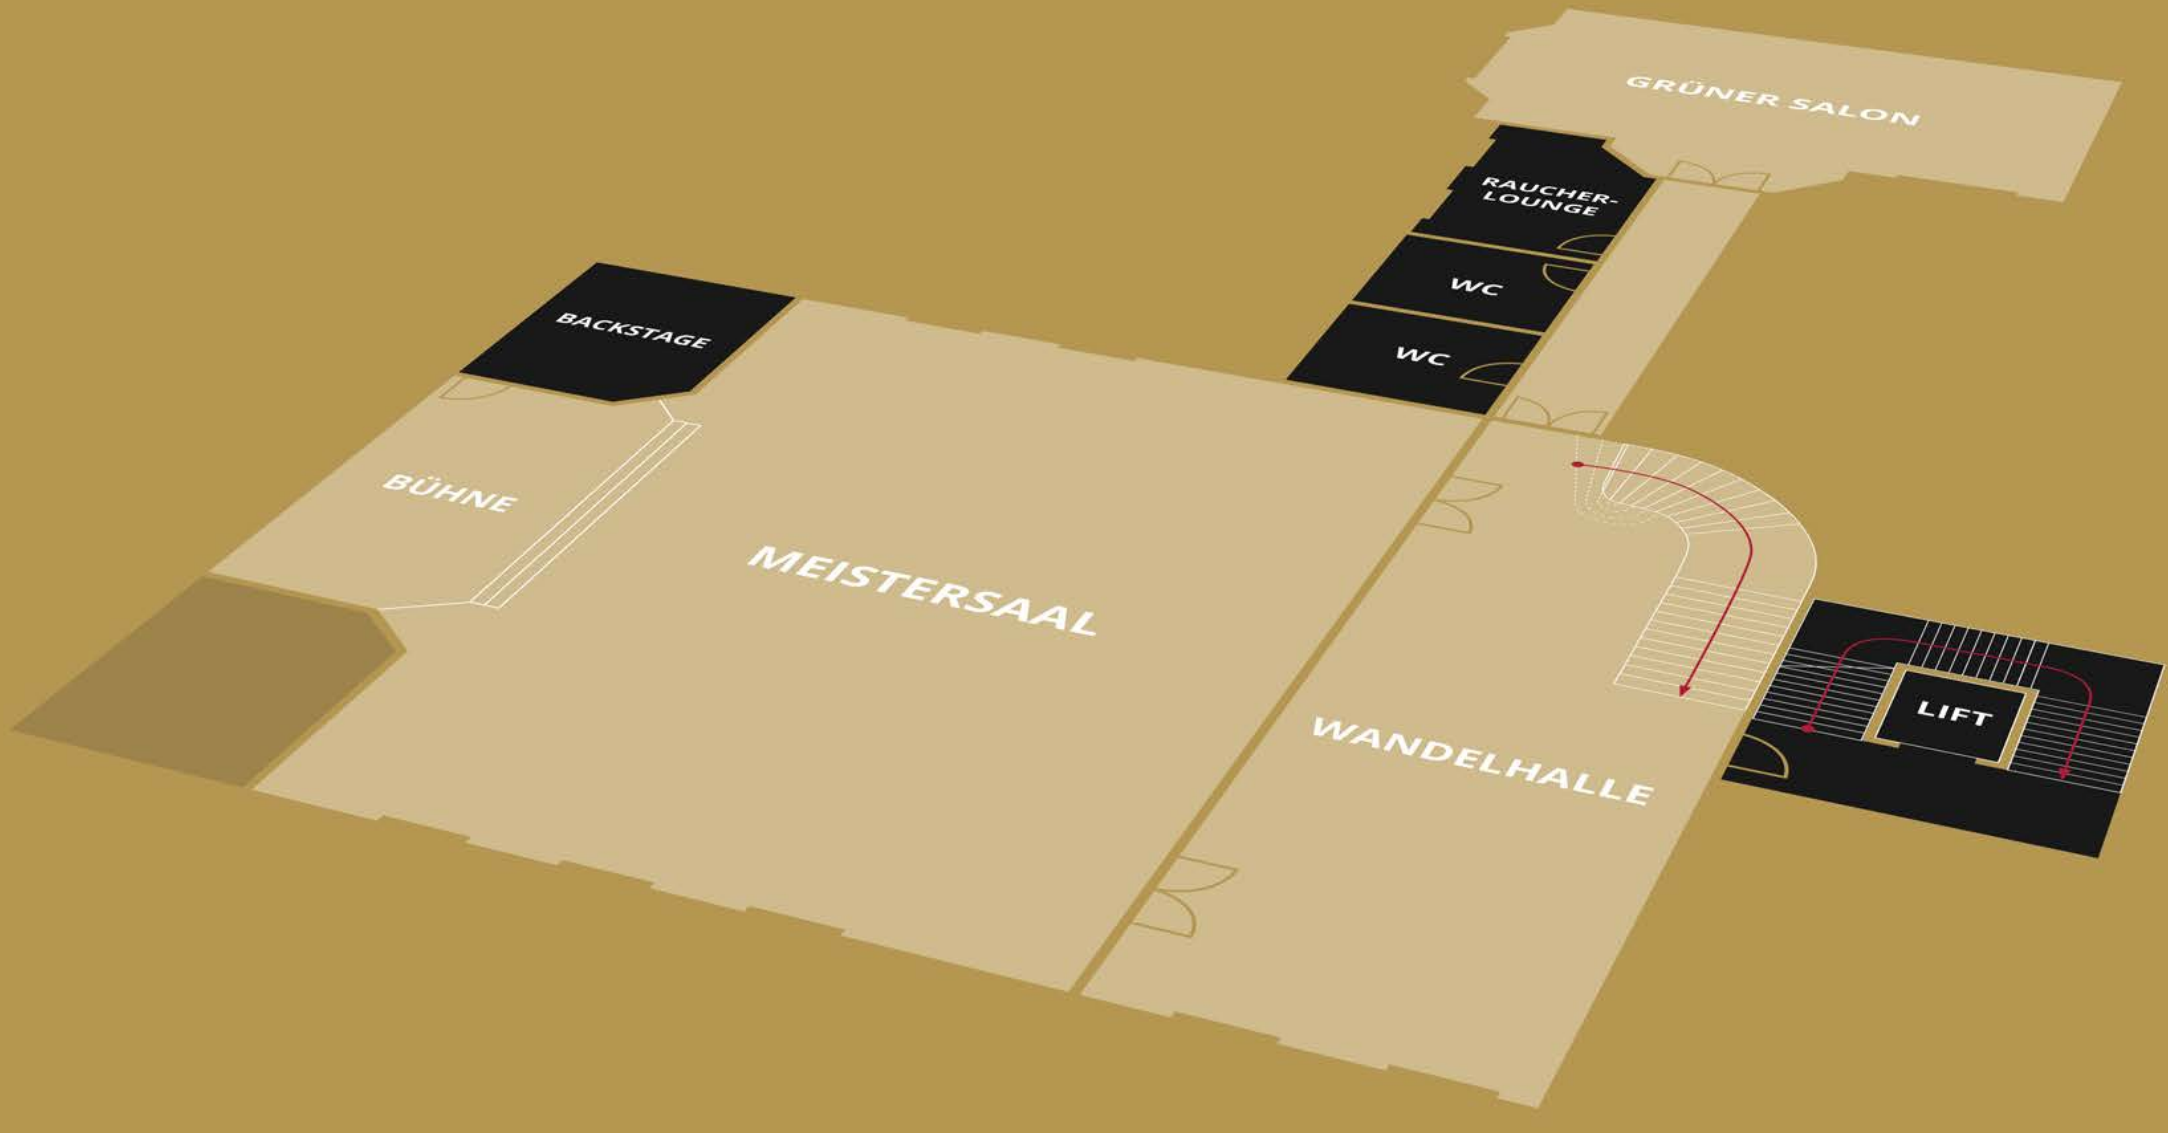 GRÜNER SALON
RAUCHER-
LOUNGE
WC
WC
BACKSTAGE
BÜHNE
MEISTERSAAL
WANDELHALLE
LIFT